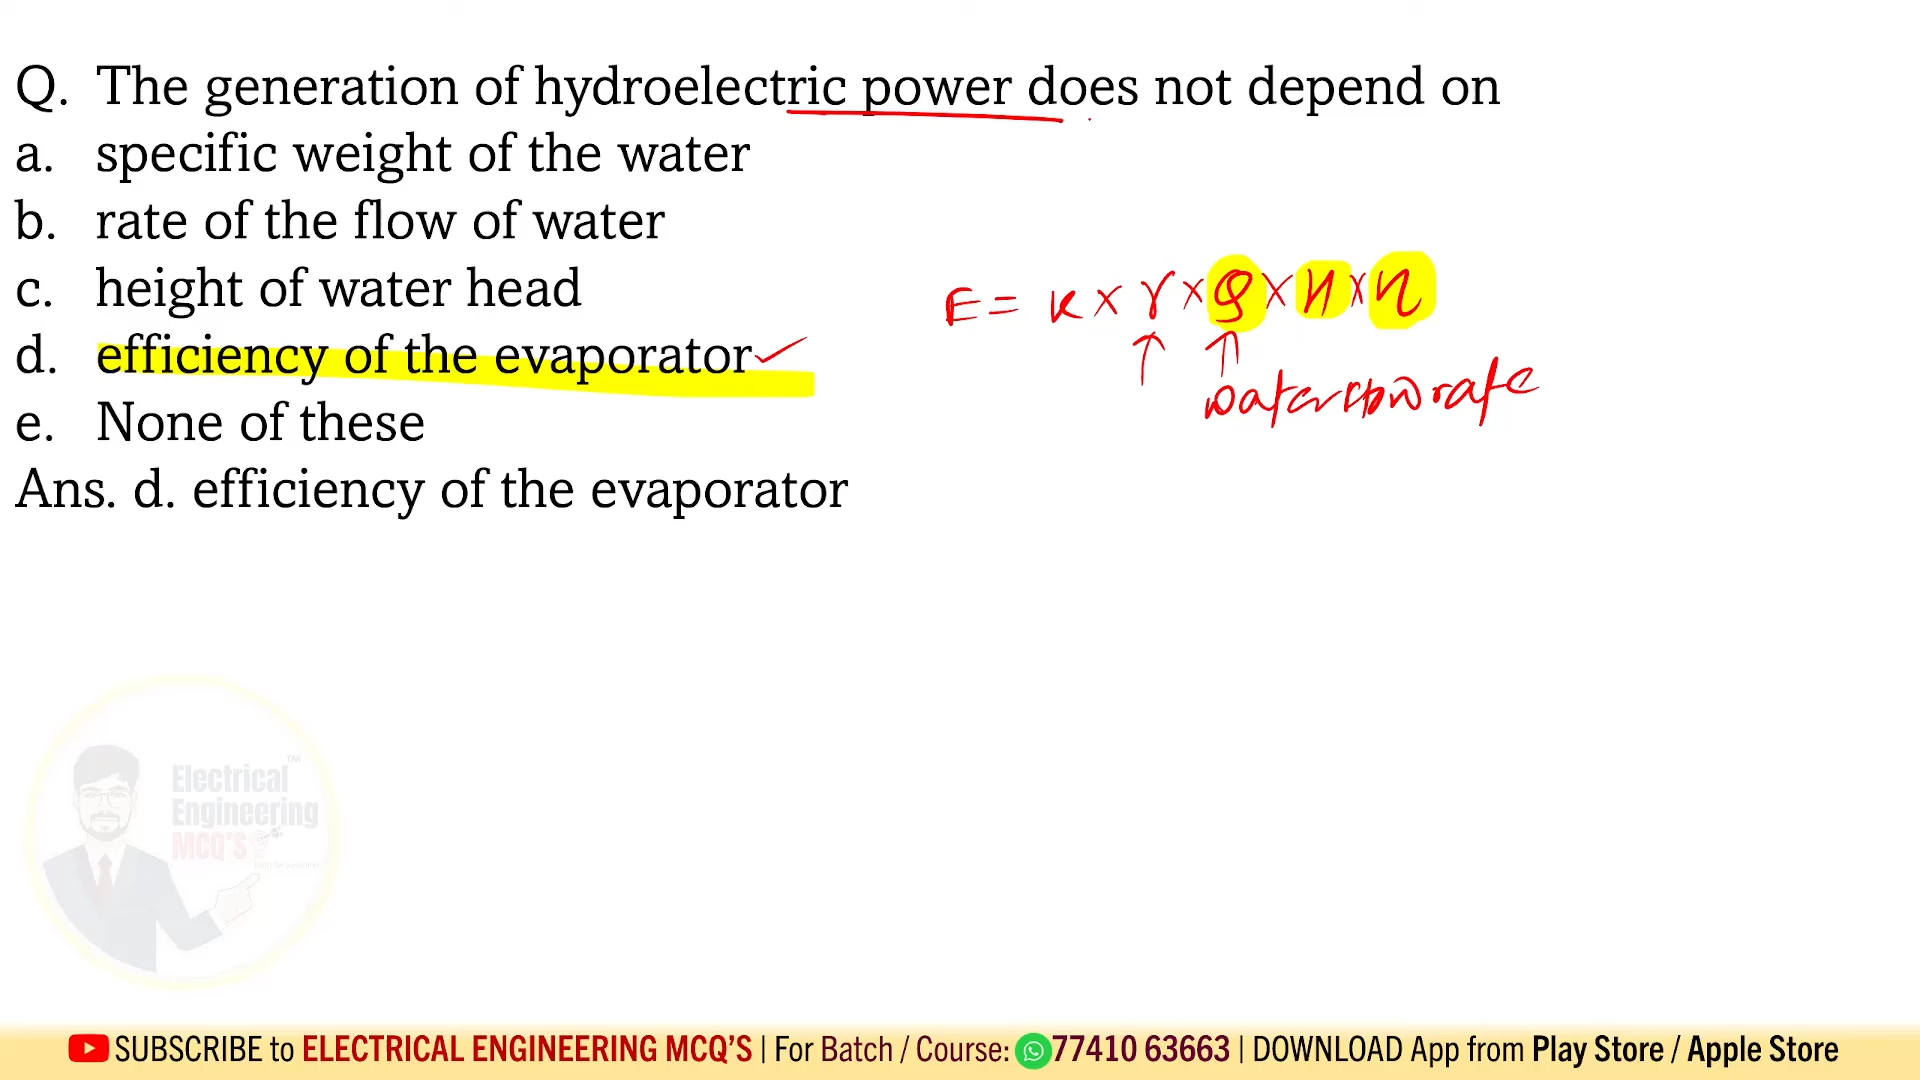 Q. The generation of hydroelectric power does not depend on
a. specific weight of the water
b. rate of the flow of water
c. height of water head
d. efficiency of the evaporator
e. None of these
Ans. d. efficiency of the evaporator
E = K × γ × Q × H × η
water flow rate
Electrical
Engineering
MCQ'S
TM
SUBSCRIBE to ELECTRICAL ENGINEERING MCQ'S | For Batch / Course: 77410 63663 | DOWNLOAD App from Play Store / Apple Store